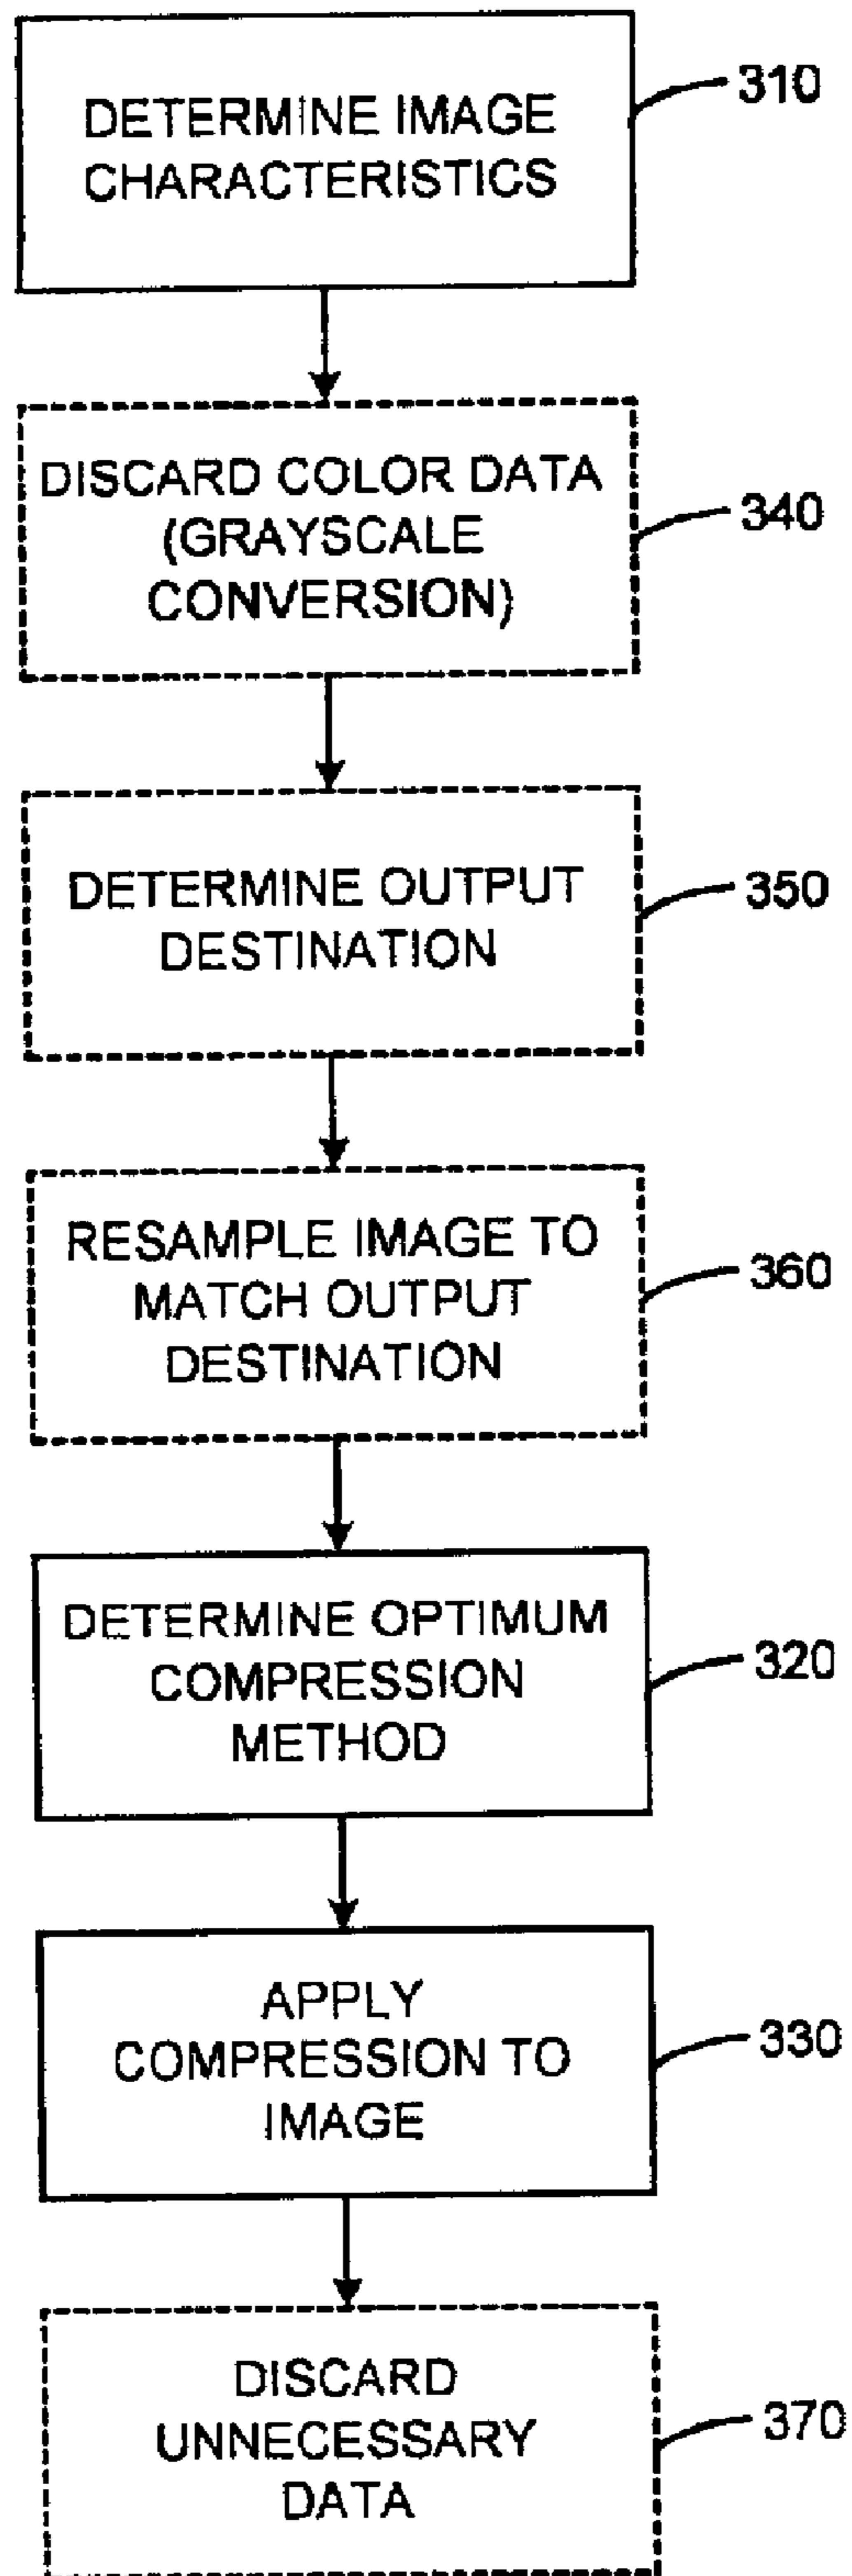 DETERMINE IMAGE
CHARACTERISTICS
310
DISCARD COLOR DATA
(GRAYSCALE
CONVERSION)
340
DETERMINE OUTPUT
DESTINATION
350
RESAMPLE IMAGE TO
MATCH OUTPUT
DESTINATION
360
DETERMINE OPTIMUM
COMPRESSION
METHOD
320
APPLY
COMPRESSION TO
IMAGE
330
DISCARD
UNNECESSARY
DATA
370